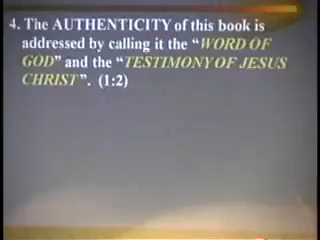 4. The AUTHENTICITY of this book is
addressed by calling it the “WORD OF
GOD” and the “TESTIMONY OF JESUS
CHRIST”. (1:2)